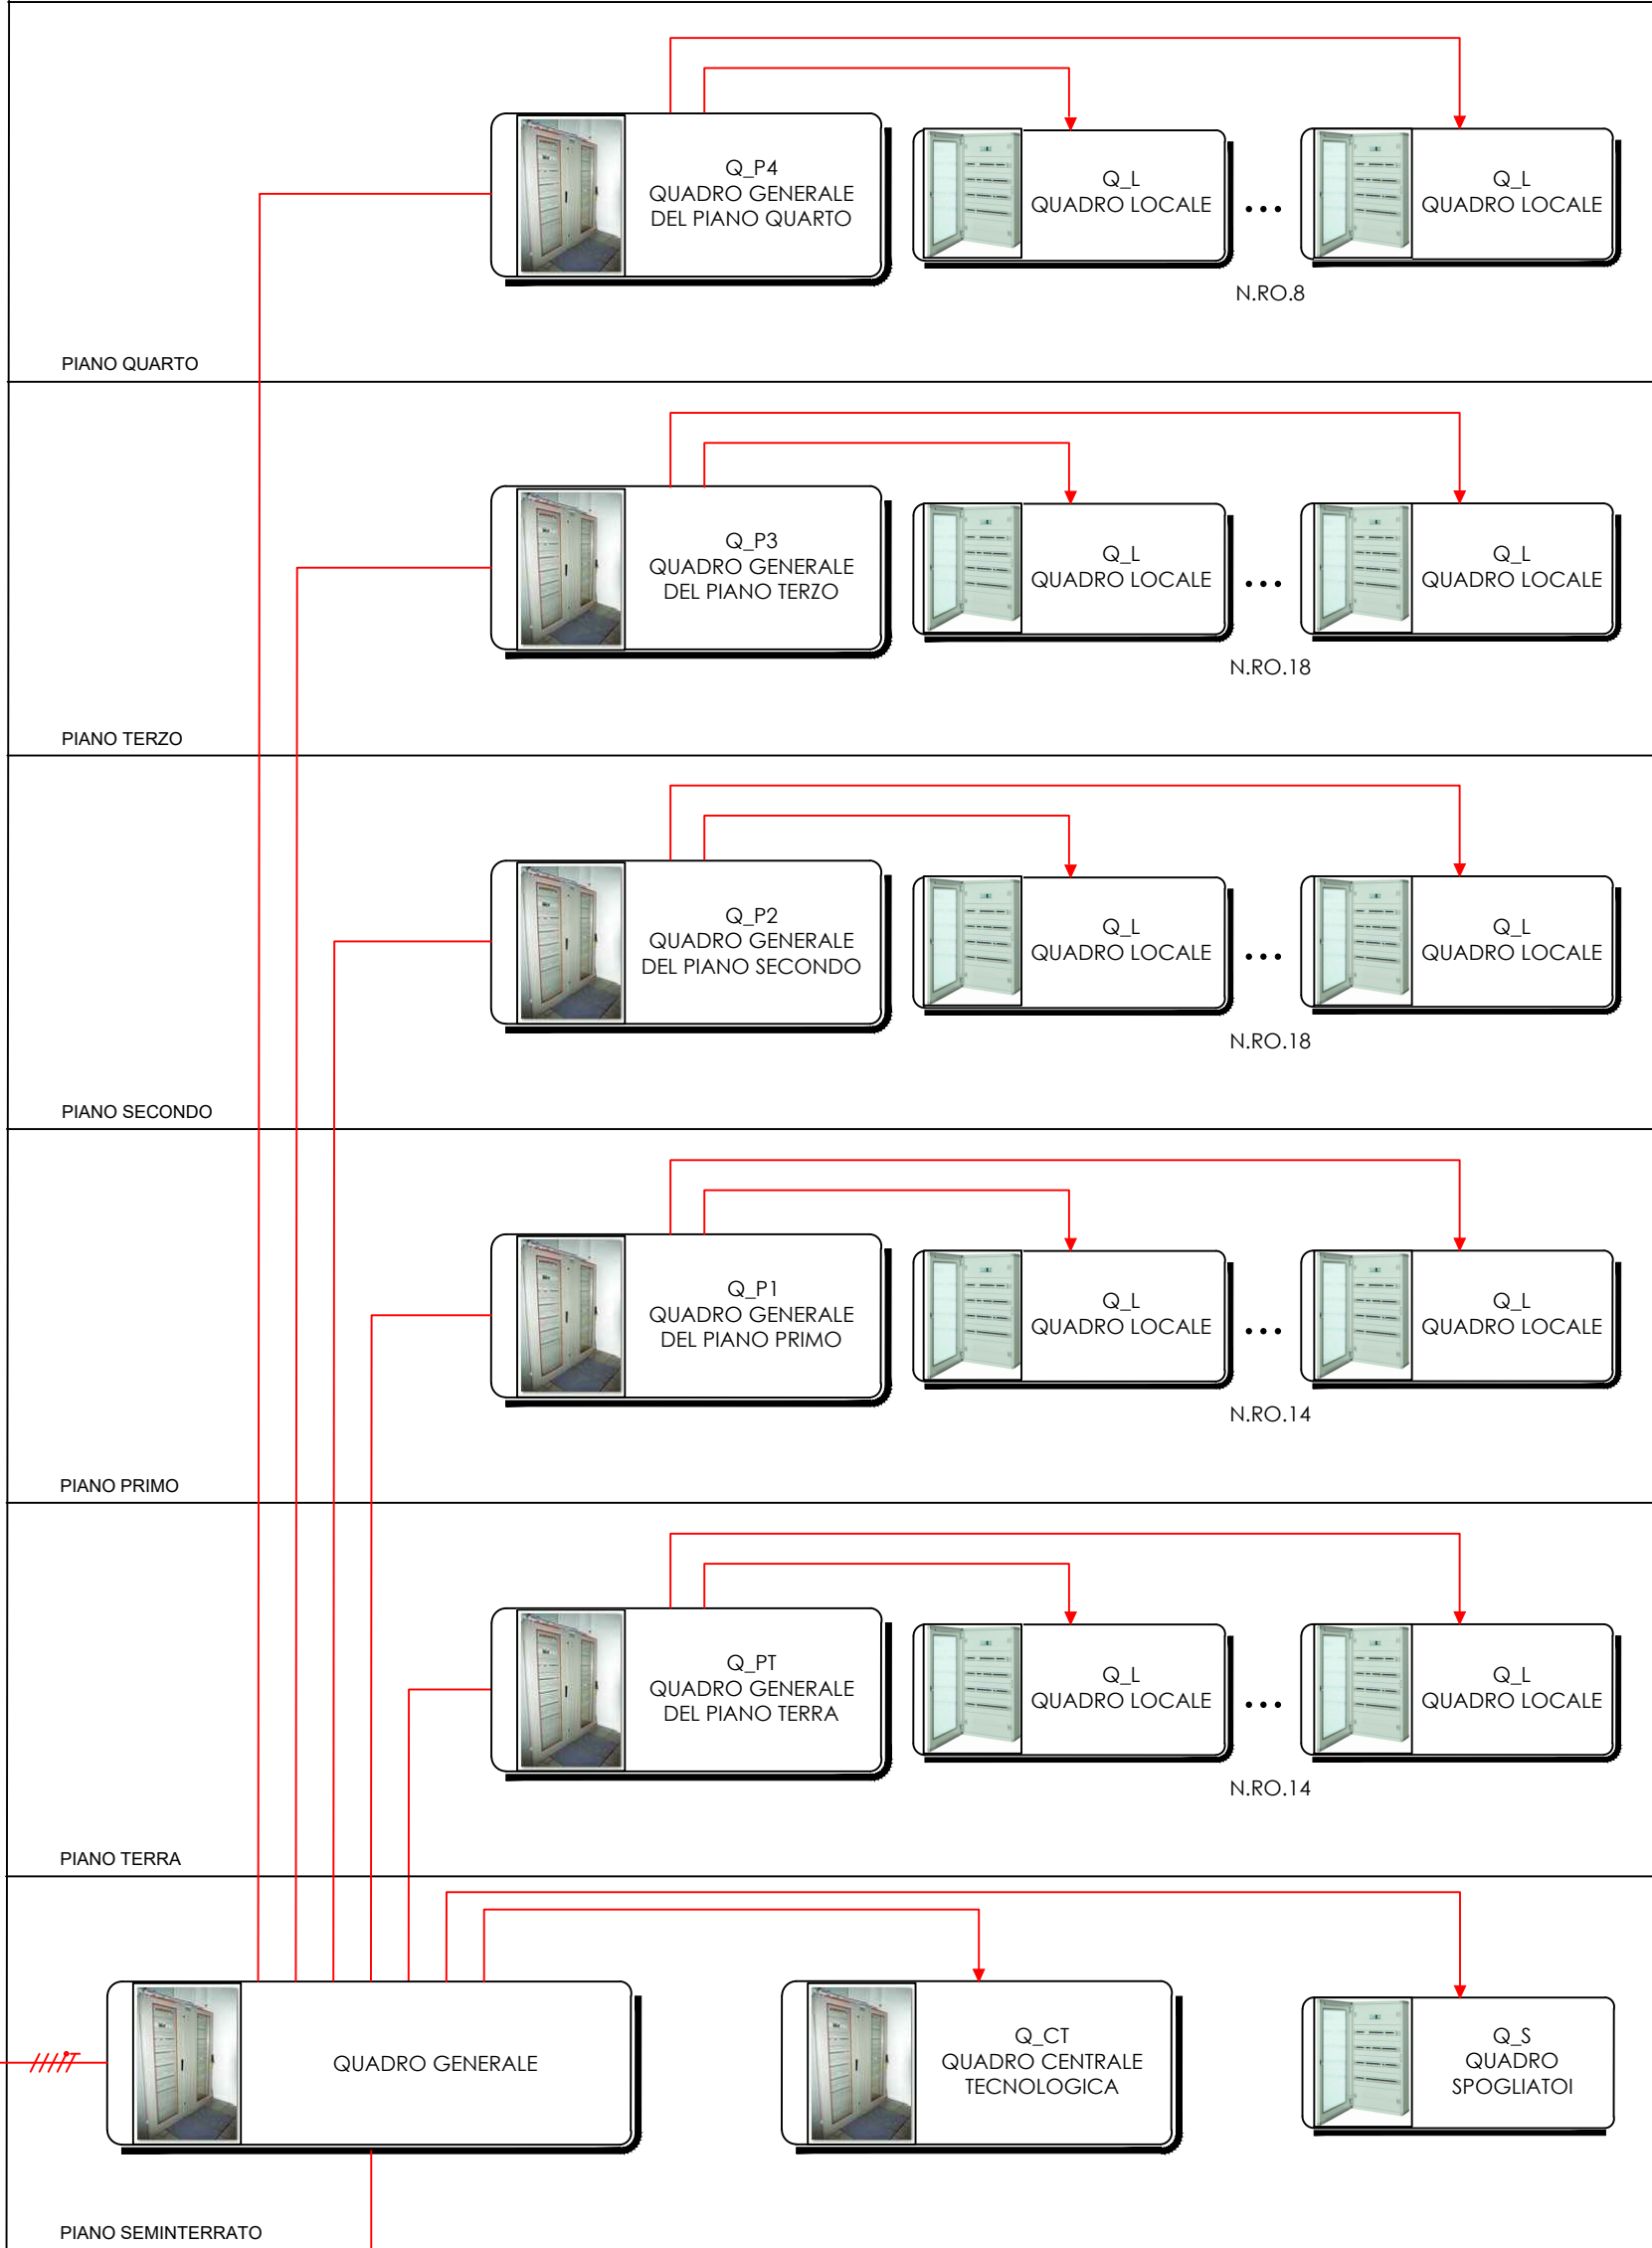 Q_P4
QUADRO GENERALE
DEL PIANO QUARTO
Q_L
QUADRO LOCALE
...
Q_L
QUADRO LOCALE
N.RO.8
PIANO QUARTO
Q_P3
QUADRO GENERALE
DEL PIANO TERZO
Q_L
QUADRO LOCALE
...
Q_L
QUADRO LOCALE
N.RO.18
PIANO TERZO
Q_P2
QUADRO GENERALE
DEL PIANO SECONDO
Q_L
QUADRO LOCALE
...
Q_L
QUADRO LOCALE
N.RO.18
PIANO SECONDO
Q_P1
QUADRO GENERALE
DEL PIANO PRIMO
Q_L
QUADRO LOCALE
...
Q_L
QUADRO LOCALE
N.RO.14
PIANO PRIMO
Q_PT
QUADRO GENERALE
DEL PIANO TERRA
Q_L
QUADRO LOCALE
...
Q_L
QUADRO LOCALE
N.RO.14
PIANO TERRA
QUADRO GENERALE
Q_CT
QUADRO CENTRALE
TECNOLOGICA
Q_S
QUADRO
SPOGLIATOI
PIANO SEMINTERRATO